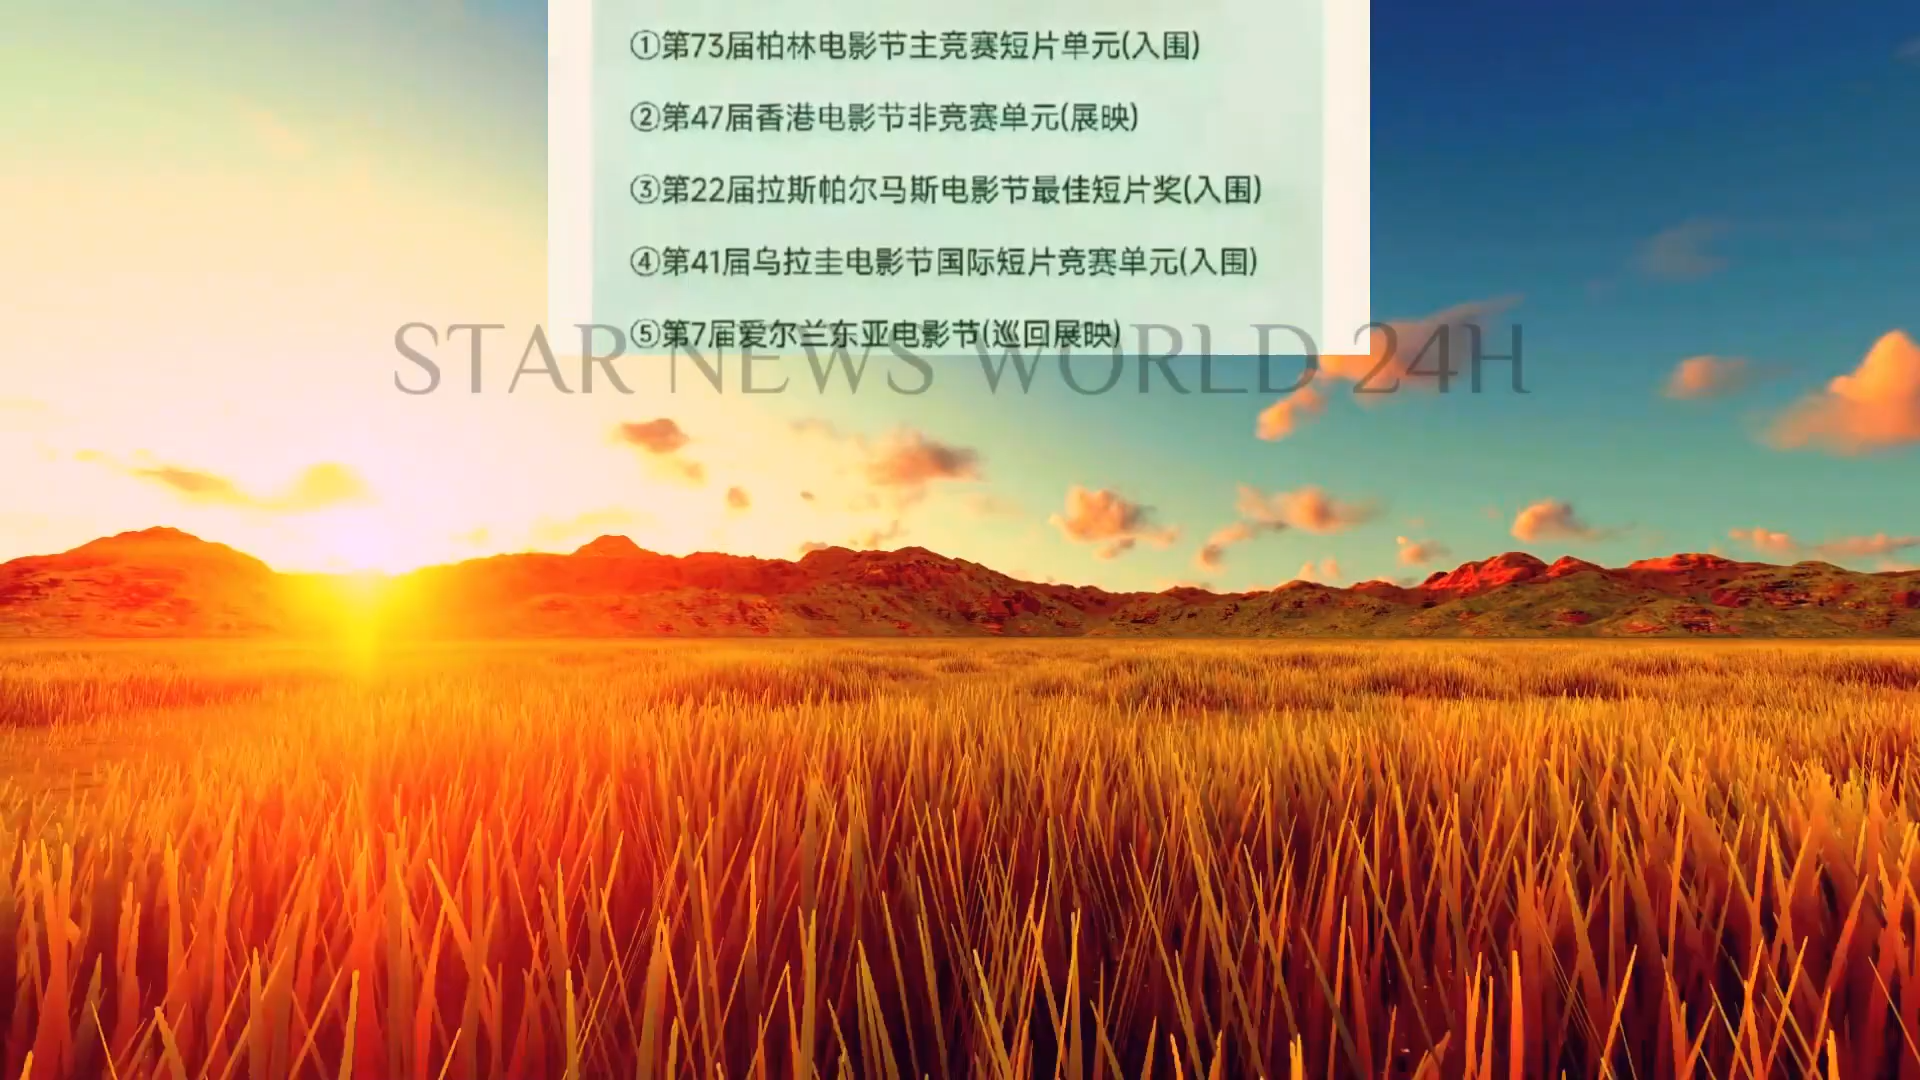 ①第73届柏林电影节主竞赛短片单元(入围)
②第47届香港电影节非竞赛单元(展映)
③第22届拉斯帕尔马斯电影节最佳短片奖(入围)
④第41届乌拉圭电影节国际短片竞赛单元(入围)
⑤第7届爱尔兰东亚电影节(巡回展映)
STAR NEWS WORLD 24H